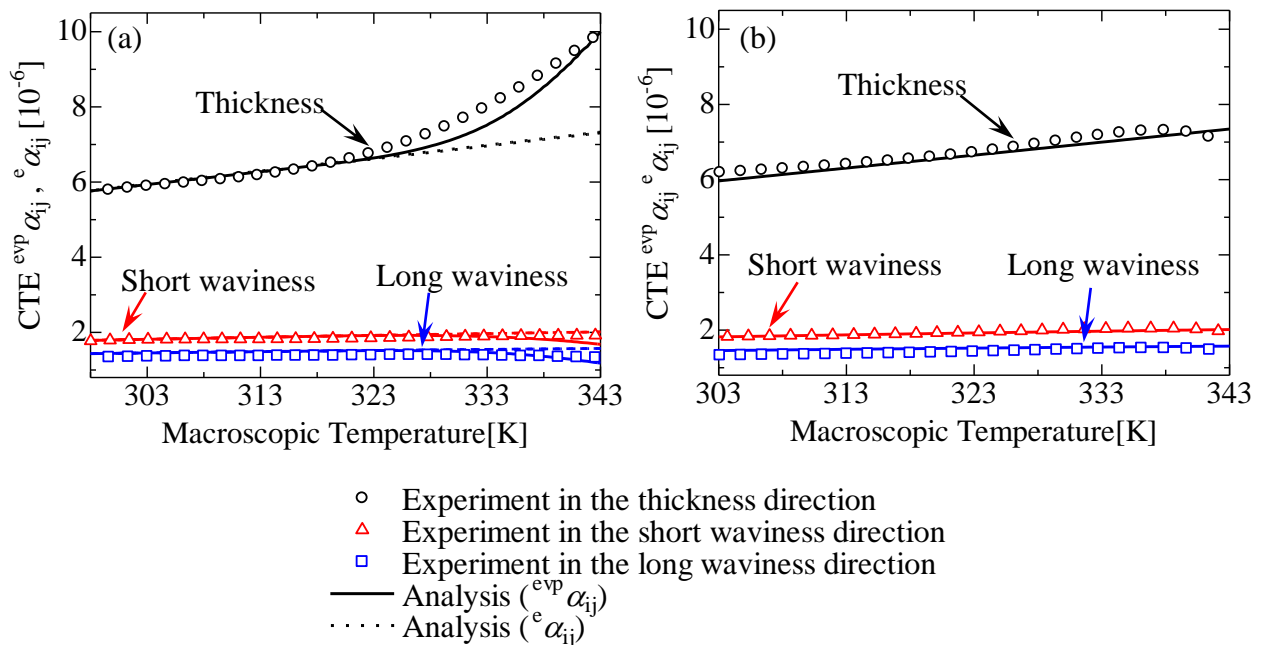 (a)
10
8
6
4
2
CTE ᵉᵛᵖαᵢⱼ , ᵉαᵢⱼ [10⁻⁶]
Thickness
Short waviness
Long waviness
303 313 323 333 343
Macroscopic Temperature[K]
(b)
10
8
6
4
2
CTE ᵉᵛᵖαᵢⱼ ᵉαᵢⱼ [10⁻⁶]
Thickness
Short waviness
Long waviness
303 313 323 333 343
Macroscopic Temperature[K]
Experiment in the thickness direction
Experiment in the short waviness direction
Experiment in the long waviness direction
Analysis (ᵉᵛᵖαᵢⱼ)
Analysis (ᵉαᵢⱼ)